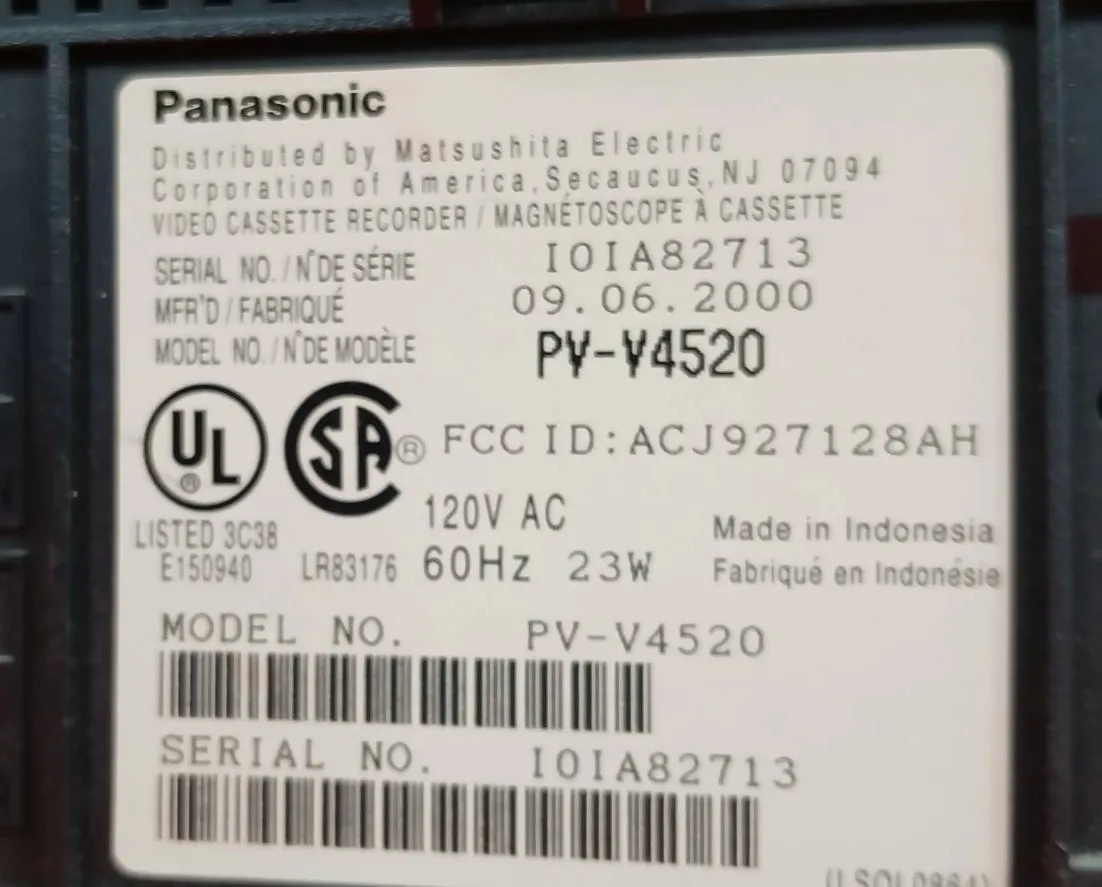 Panasonic
Distributed by Matsushita Electric
Corporation of America, Secaucus, NJ 07094
VIDEO CASSETTE RECORDER / MAGNÉTOSCOPE À CASSETTE
SERIAL NO. / N° DE SÉRIE IOIA82713
MFR'D / FABRIQUÉ 09.06.2000
MODEL NO. / N° DE MODÈLE PV-V4520
UL ® SA ® FCC ID: ACJ927128AH
LISTED 3C38 120V AC Made in Indonesia
E150940 LR83176 60Hz 23W Fabriqué en Indonésie
MODEL NO. PV-V4520
SERIAL NO. IOIA82713